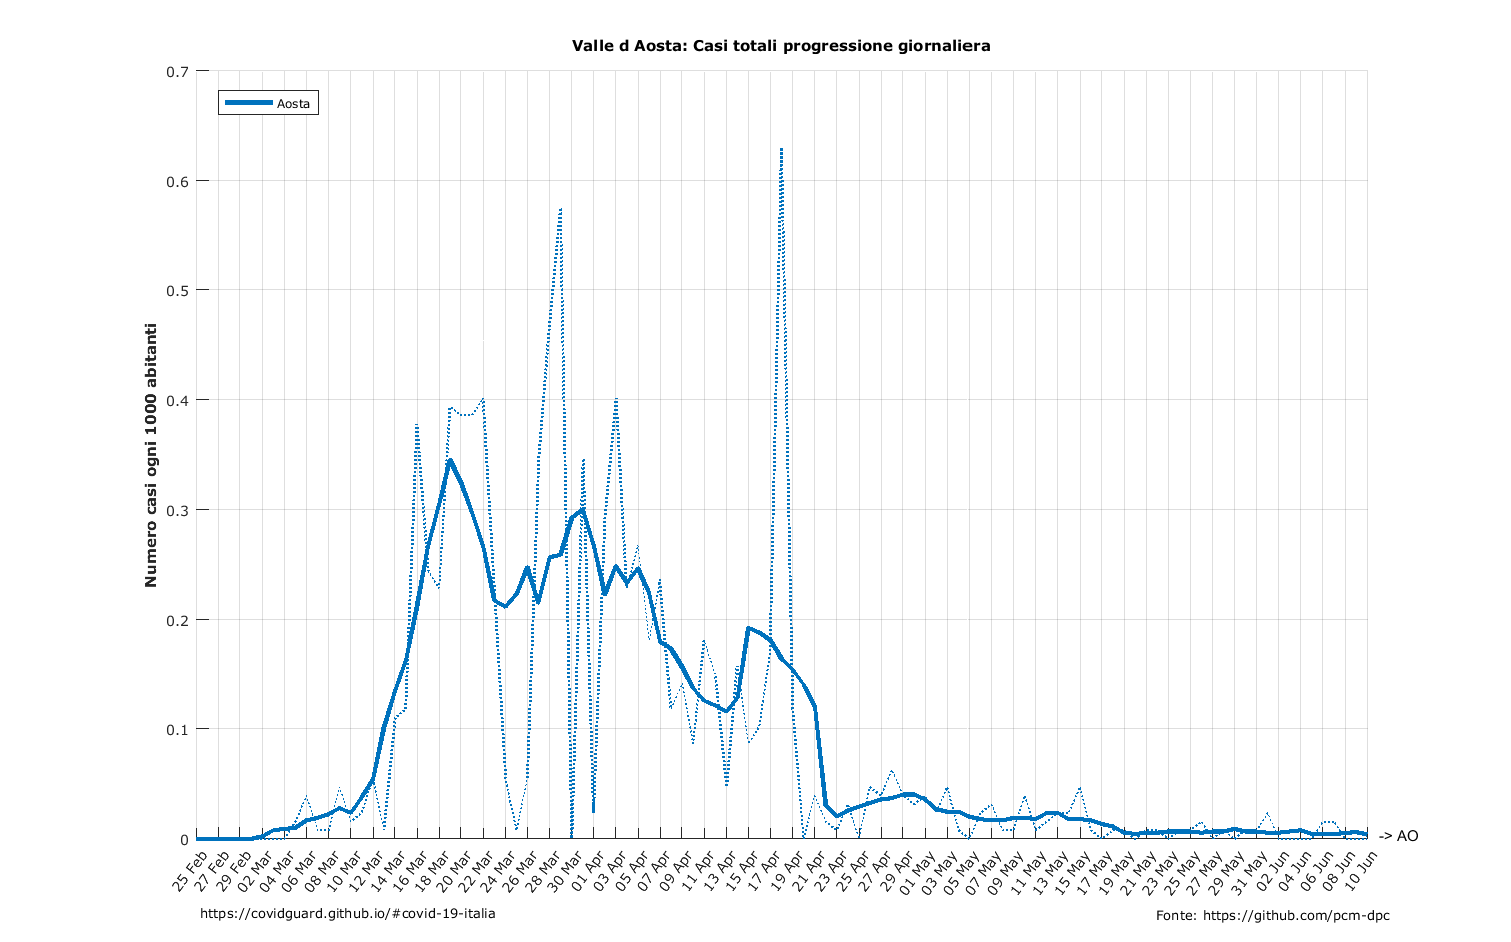 Valle d Aosta: Casi totali progressione giornaliera
Aosta
Numero casi ogni 1000 abitanti
0.7
0.6
0.5
0.4
0.3
0.2
0.1
0
25 Feb
27 Feb
29 Feb
02 Mar
04 Mar
06 Mar
08 Mar
10 Mar
12 Mar
14 Mar
16 Mar
18 Mar
20 Mar
22 Mar
24 Mar
26 Mar
28 Mar
30 Mar
01 Apr
03 Apr
05 Apr
07 Apr
09 Apr
11 Apr
13 Apr
15 Apr
17 Apr
19 Apr
21 Apr
23 Apr
25 Apr
27 Apr
29 Apr
01 May
03 May
05 May
07 May
09 May
11 May
13 May
15 May
17 May
19 May
21 May
23 May
25 May
27 May
29 May
31 May
02 Jun
04 Jun
06 Jun
08 Jun
10 Jun
-> AO
https://covidguard.github.io/#covid-19-italia
Fonte: https://github.com/pcm-dpc